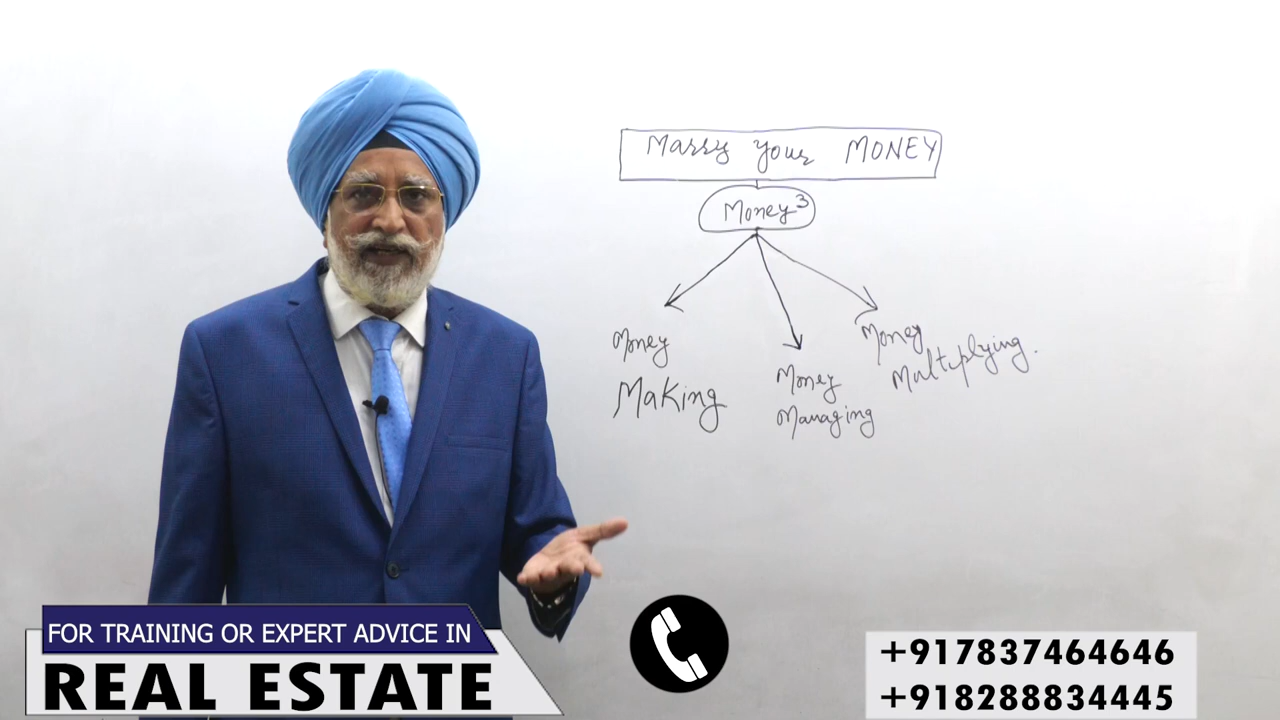 Marry your MONEY
Money³
Money
Making
Money
Managing
Money
Multiplying.
FOR TRAINING OR EXPERT ADVICE IN
REAL ESTATE
+917837464646
+918288834445